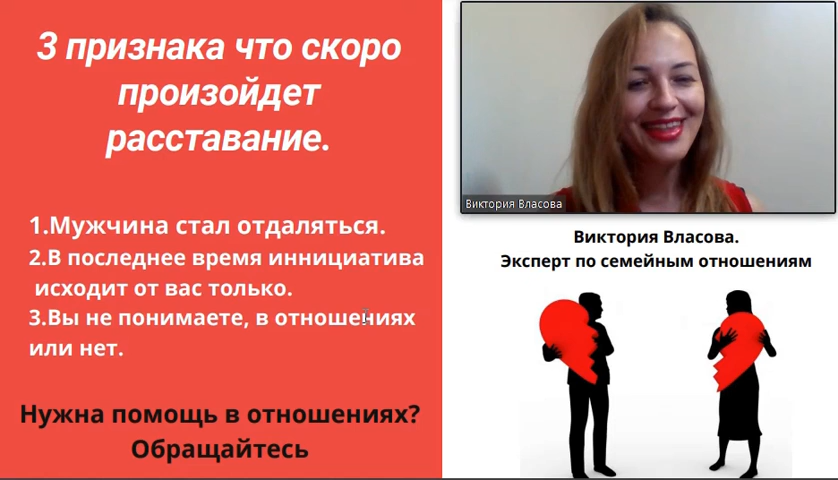 3 признака что скоро
произойдет
расставание.
1.Мужчина стал отдаляться.
2.В последнее время иннициатива
исходит от вас только.
3.Вы не понимаете, в отношениях
или нет.
Нужна помощь в отношениях?
Обращайтесь
Виктория Власова
Виктория Власова.
Эксперт по семейным отношениям